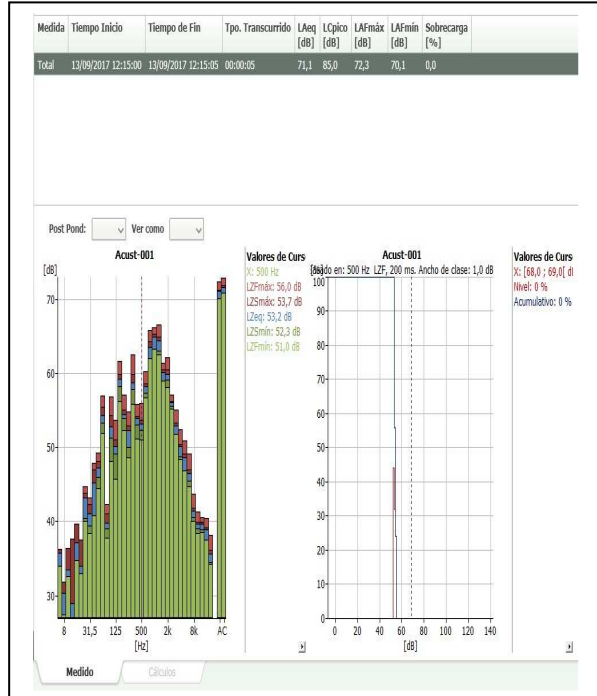 Medida Tiempo Inicio Tiempo de Fin Tpo. Transcurrido LAeq [dB] LCpico [dB] LAFmáx [dB] LAFmín [dB] Sobrecarga [%]
Total 13/09/2017 12:15:00 13/09/2017 12:15:05 00:00:05 71,1 85,0 72,3 70,1 0,0
Post Pond: Ver como
Acust-001
[dB]
70
60
50
40
30
8 31,5 125 500 2k 8k AC
[Hz]
Valores de Curs
X: 500 Hz
LZFmáx: 56,0 dB
LZSmáx: 53,7 dB
LZeq: 53,2 dB
LZSmín: 52,3 dB
LZFmín: 51,0 dB
Acust-001
en: 500 Hz LZF, 200 ms. Ancho de clase: 1,0 dB
100
90
80
70
60
50
40
30
20
10
0
0 20 40 60 80 100 120 140
[dB]
Valores de Curs
X: [68,0 ; 69,0[
Nivel: 0 %
Acumulativo: 0 %
Medido Cálculos